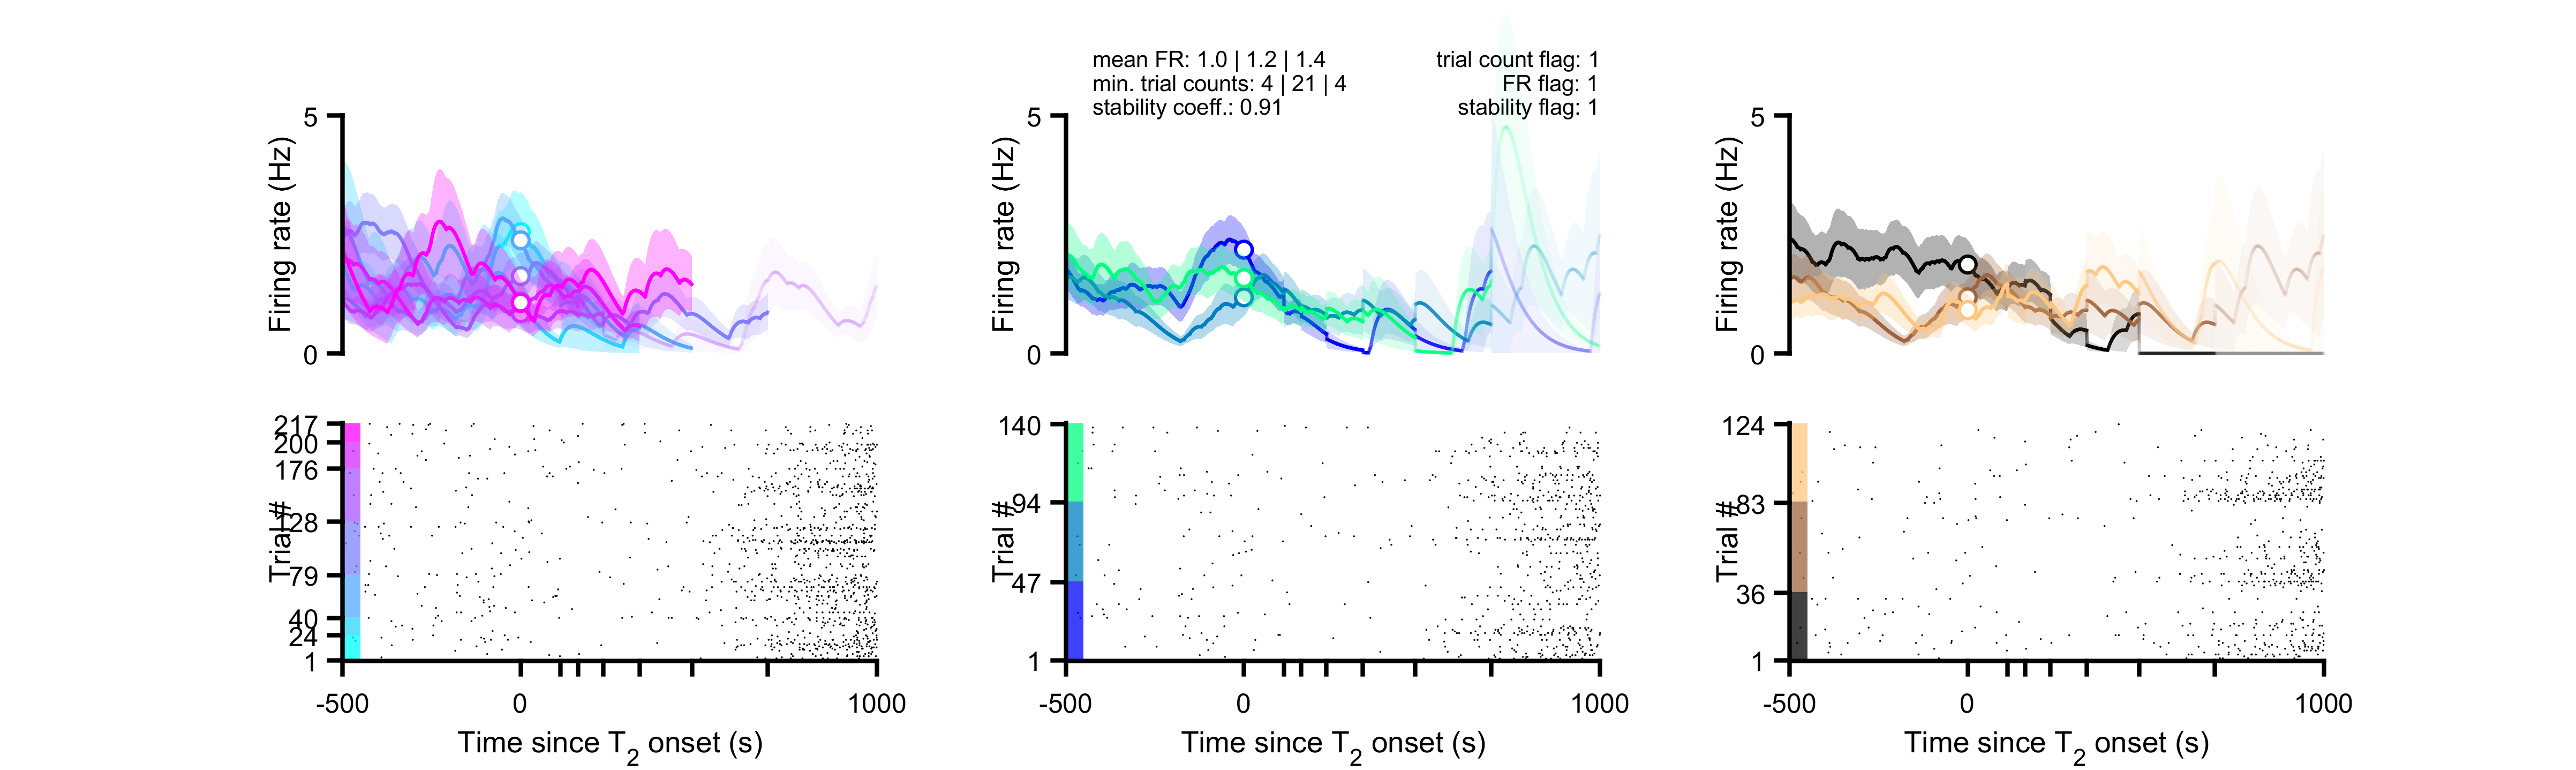 mean FR: 1.0 | 1.2 | 1.4
min. trial counts: 4 | 21 | 4
stability coeff.: 0.91
trial count flag: 1
FR flag: 1
stability flag: 1
5
0
Firing rate (Hz)
5
0
Firing rate (Hz)
5
0
Firing rate (Hz)
217
200
176
128
79
40
24
1
Trial #
-500
0
1000
Time since T2 onset (s)
140
94
47
1
Trial #
-500
0
1000
Time since T2 onset (s)
124
83
36
1
Trial #
-500
0
1000
Time since T2 onset (s)